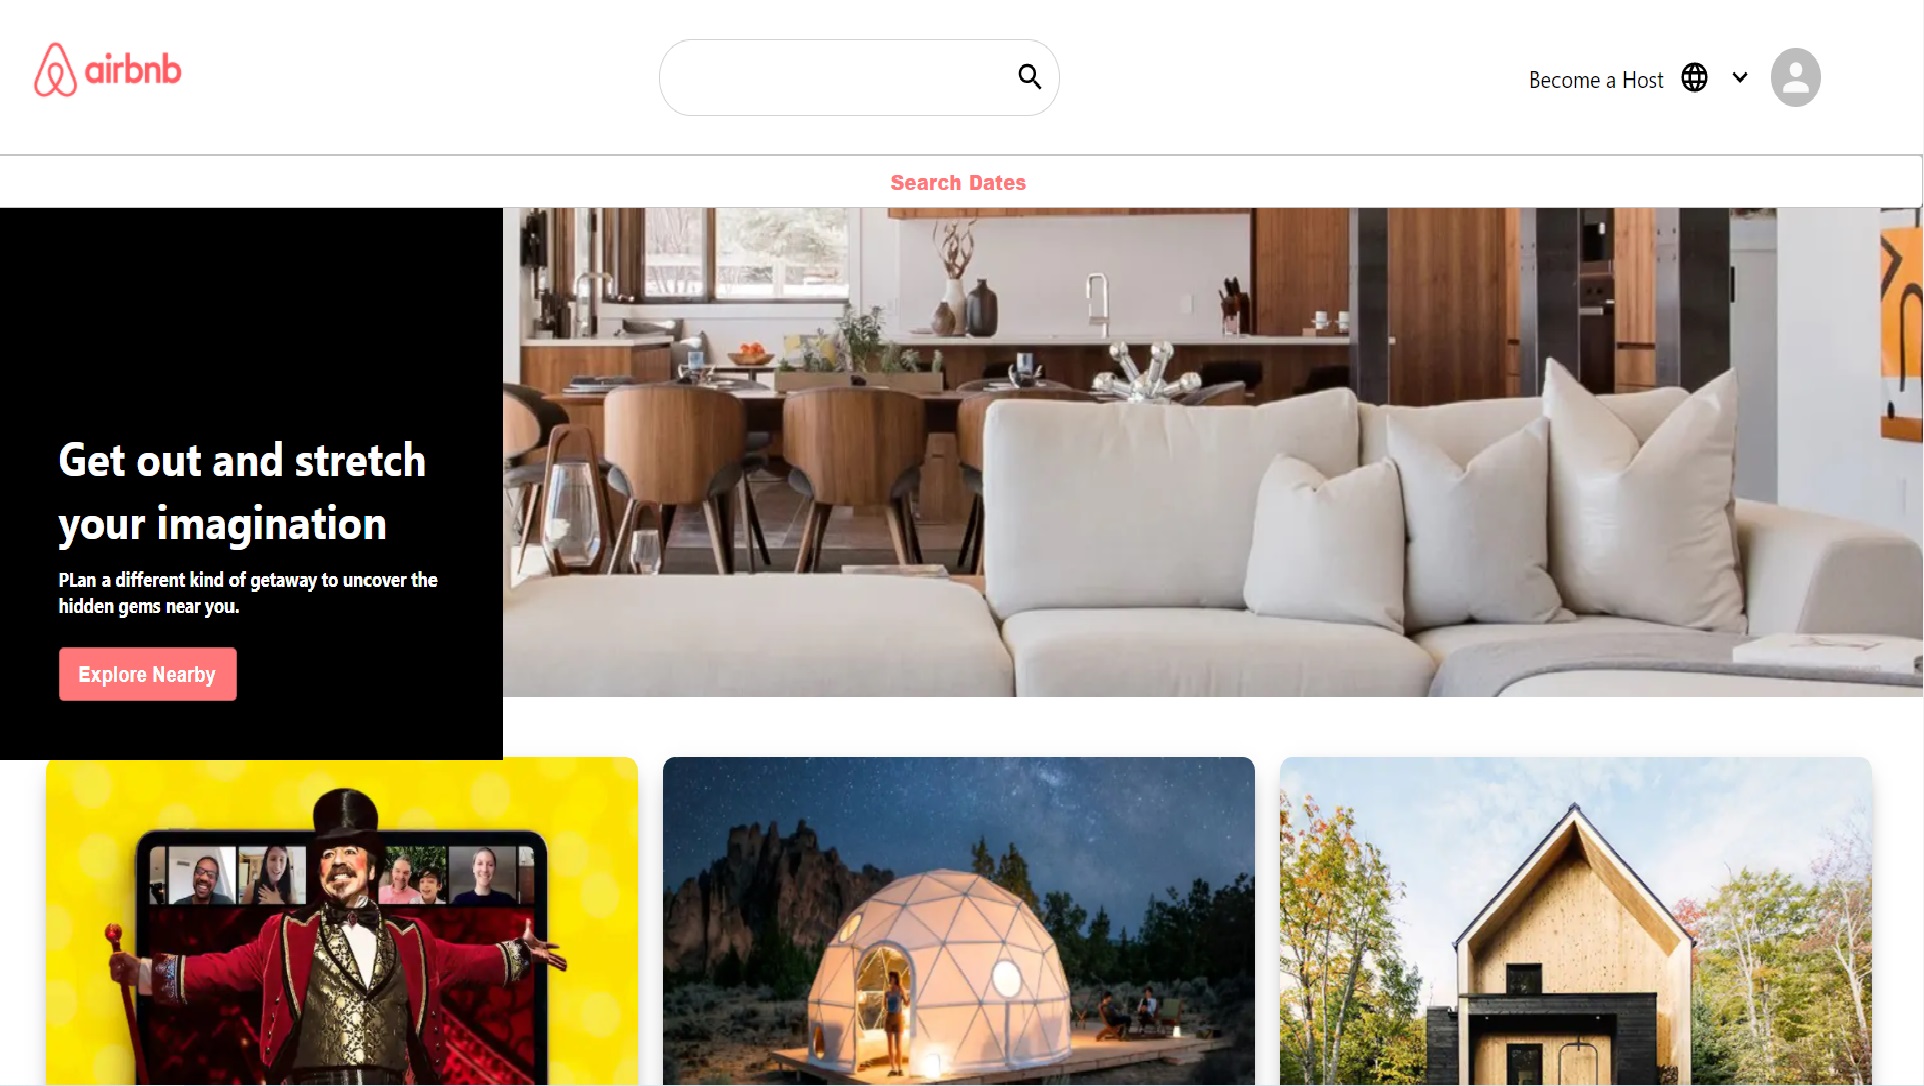 airbnb
Become a Host
Search Dates
Get out and stretch
your imagination
PLan a different kind of getaway to uncover the
hidden gems near you.
Explore Nearby